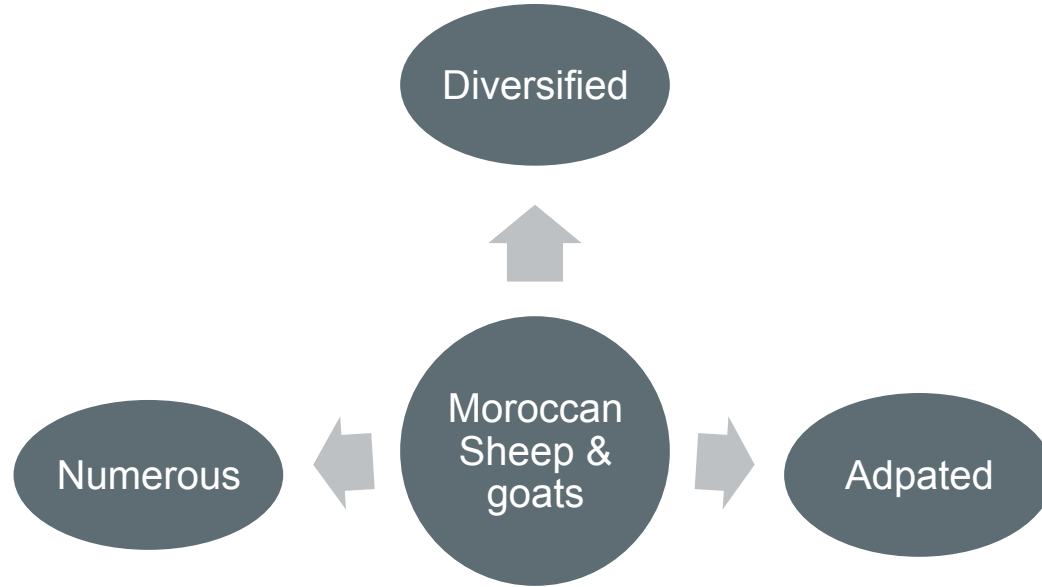 Diversified
Moroccan
Sheep &
goats
Numerous
Adpated